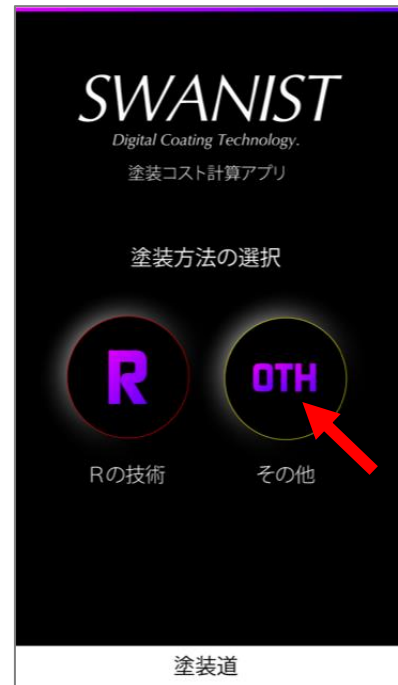 SWANIST
Digital Coating Technology.
塗装コスト計算アプリ
塗装方法の選択
R
OTH
Rの技術
その他
塗装道